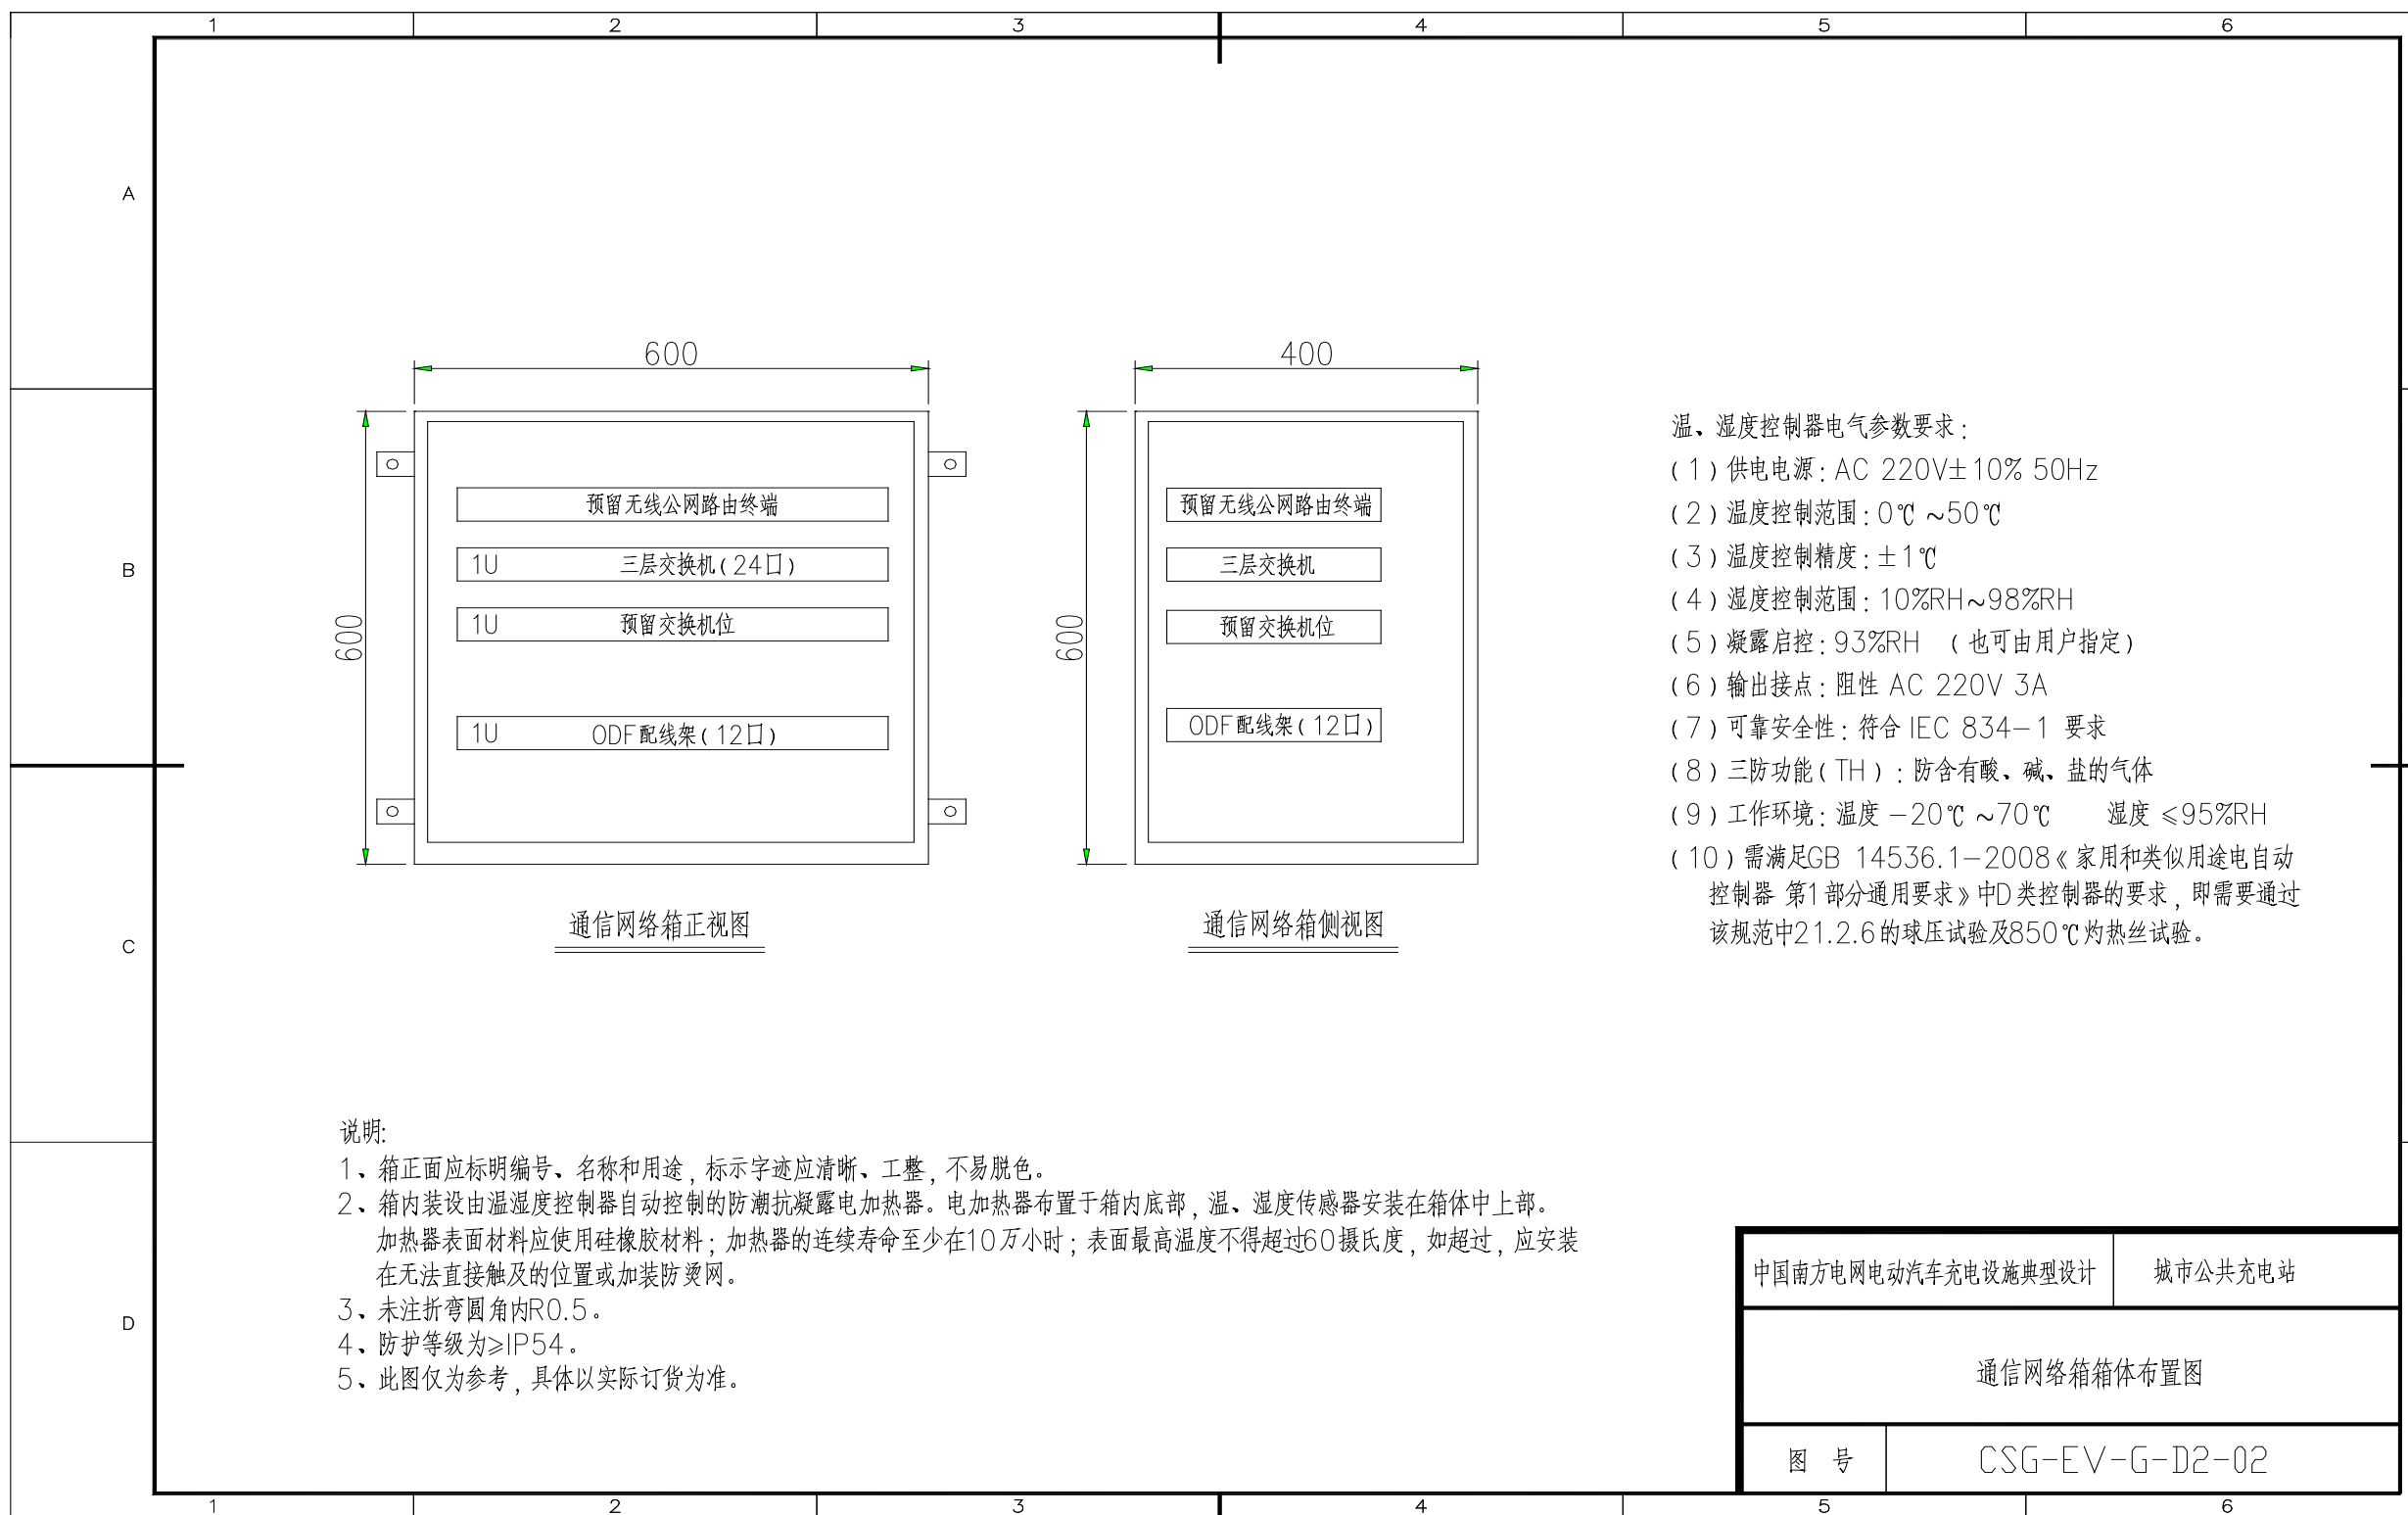 1 2 3 4 5 6
A
B
C
D
600
600
预留无线公网路由终端
1U 三层交换机(24口)
1U 预留交换机位
1U ODF配线架(12口)
通信网络箱正视图
400
600
预留无线公网路由终端
三层交换机
预留交换机位
ODF配线架(12口)
通信网络箱侧视图
温、湿度控制器电气参数要求:
(1)供电电源:AC 220V±10% 50Hz
(2)温度控制范围:0℃~50℃
(3)温度控制精度:±1℃
(4)湿度控制范围:10%RH~98%RH
(5)凝露启控:93%RH (也可由用户指定)
(6)输出接点:阻性 AC 220V 3A
(7)可靠安全性:符合 IEC 834-1 要求
(8)三防功能(TH):防含有酸、碱、盐的气体
(9)工作环境:温度 -20℃~70℃ 湿度 ≤95%RH
(10)需满足GB 14536.1-2008《家用和类似用途电自动
控制器 第1部分通用要求》中D类控制器的要求,即需要通过
该规范中21.2.6的球压试验及850℃灼热丝试验。
说明:
1、箱正面应标明编号、名称和用途,标示字迹应清晰、工整,不易脱色。
2、箱内装设由温湿度控制器自动控制的防潮抗凝露电加热器。电加热器布置于箱内底部,温、湿度传感器安装在箱体中上部。
加热器表面材料应使用硅橡胶材料;加热器的连续寿命至少在10万小时;表面最高温度不得超过60摄氏度,如超过,应安装
在无法直接触及的位置或加装防烫网。
3、未注折弯圆角内R0.5。
4、防护等级为≥IP54。
5、此图仅为参考,具体以实际订货为准。
中国南方电网电动汽车充电设施典型设计 城市公共充电站
通信网络箱箱体布置图
图 号 CSG-EV-G-D2-02
1 2 3 4 5 6